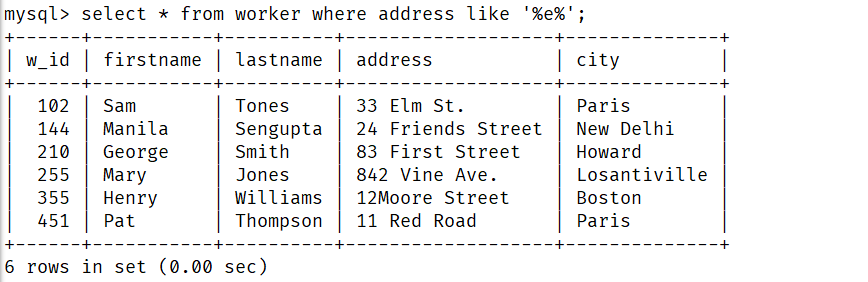 mysql> select * from worker where address like '%e%';
+------+-----------+----------+-------------------+--------------+
| w_id | firstname | lastname | address           | city         |
+------+-----------+----------+-------------------+--------------+
|  102 | Sam       | Tones    | 33 Elm St.        | Paris        |
|  144 | Manila    | Sengupta | 24 Friends Street | New Delhi    |
|  210 | George    | Smith    | 83 First Street   | Howard       |
|  255 | Mary      | Jones    | 842 Vine Ave.     | Losantiville |
|  355 | Henry     | Williams | 12Moore Street    | Boston       |
|  451 | Pat       | Thompson | 11 Red Road       | Paris        |
+------+-----------+----------+-------------------+--------------+
6 rows in set (0.00 sec)